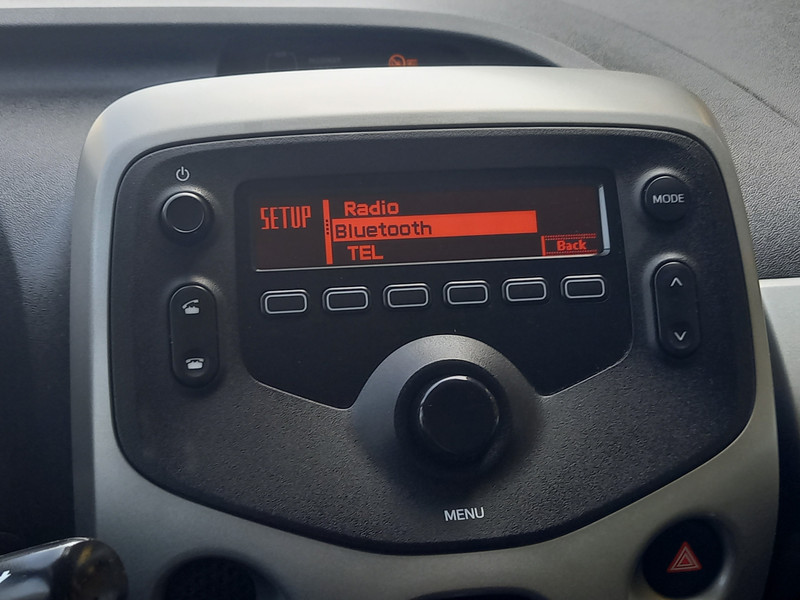 SETUP
Radio
Bluetooth
TEL
Back
MODE
MENU